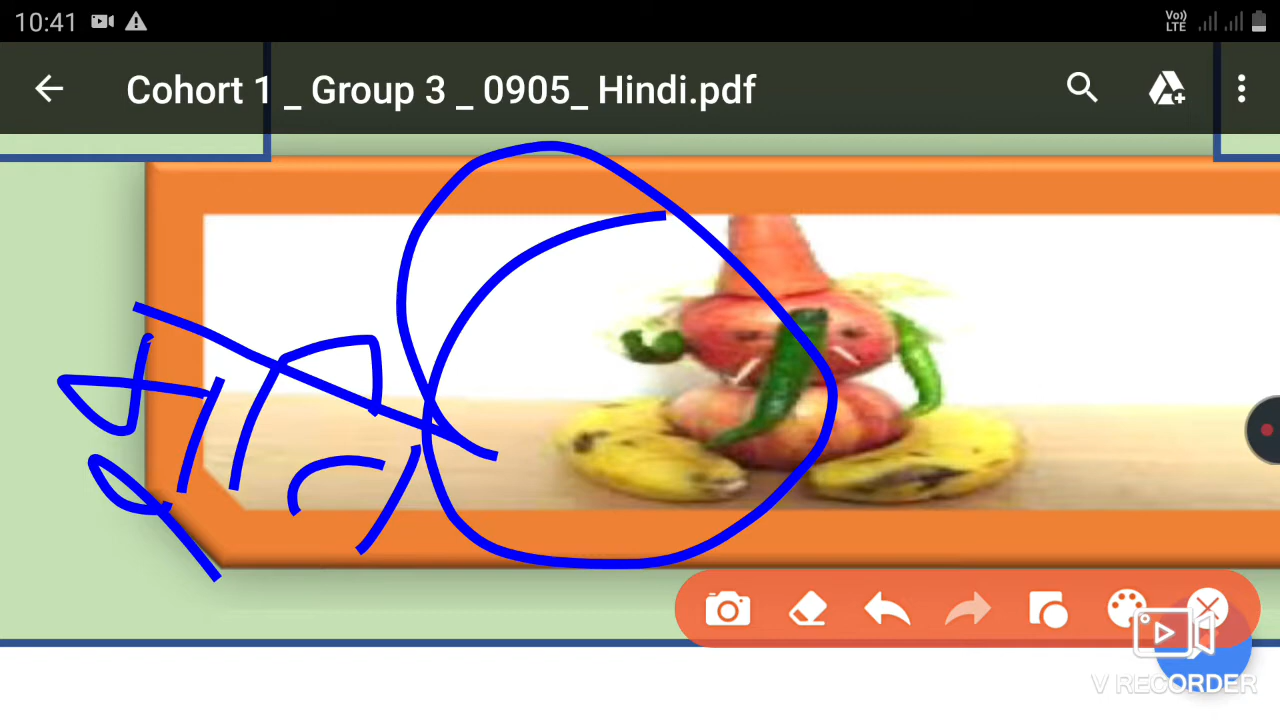 10:41
Vo))
LTE
Cohort 1 _ Group 3 _ 0905_ Hindi.pdf
V RECORDER